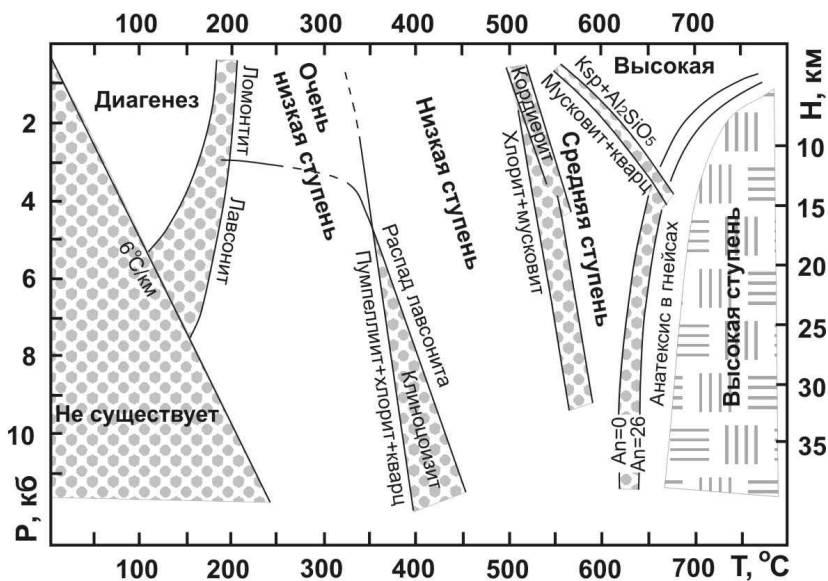 100 200 300 400 500 600 700
Диагенез
Ломонтит
Лавсонит
Очень
низкая ступень
Низкая ступень
Кордиерит
Хлорит+мусковит
Средняя ступень
Высокая
Ksp+Al₂SiO₅
Мусковит+кварц
6°С/км
Не существует
Распад лавсонита
Пумпеллиит+хлорит+кварц
Клиноцоизит
Анатексис в гнейсах
Высокая ступень
An=0
An=26
2
4
6
8
10
Р, кб
Н, км
10
15
20
25
30
35
100 200 300 400 500 600 700 Т, °С